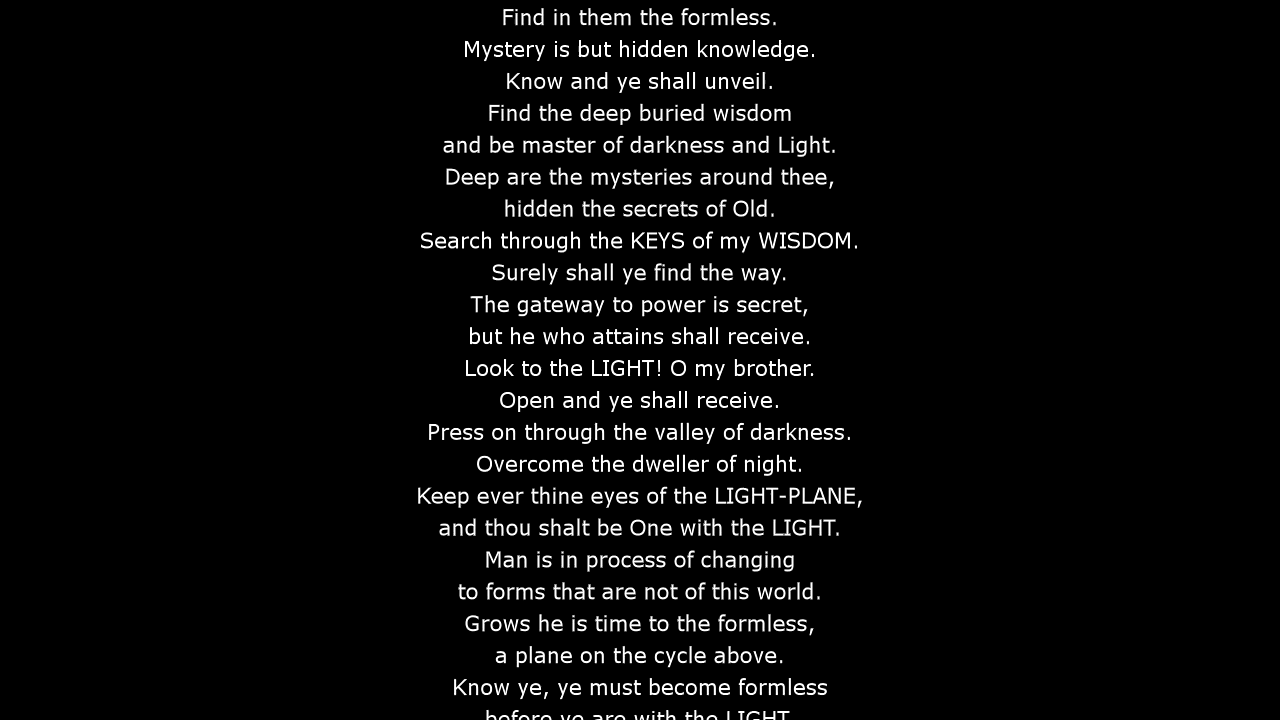 Find in them the formless.
Mystery is but hidden knowledge.
Know and ye shall unveil.
Find the deep buried wisdom
and be master of darkness and Light.
Deep are the mysteries around thee,
hidden the secrets of Old.
Search through the KEYS of my WISDOM.
Surely shall ye find the way.
The gateway to power is secret,
but he who attains shall receive.
Look to the LIGHT! O my brother.
Open and ye shall receive.
Press on through the valley of darkness.
Overcome the dweller of night.
Keep ever thine eyes of the LIGHT-PLANE,
and thou shalt be One with the LIGHT.
Man is in process of changing
to forms that are not of this world.
Grows he is time to the formless,
a plane on the cycle above.
Know ye, ye must become formless
before ye are with the LIGHT.